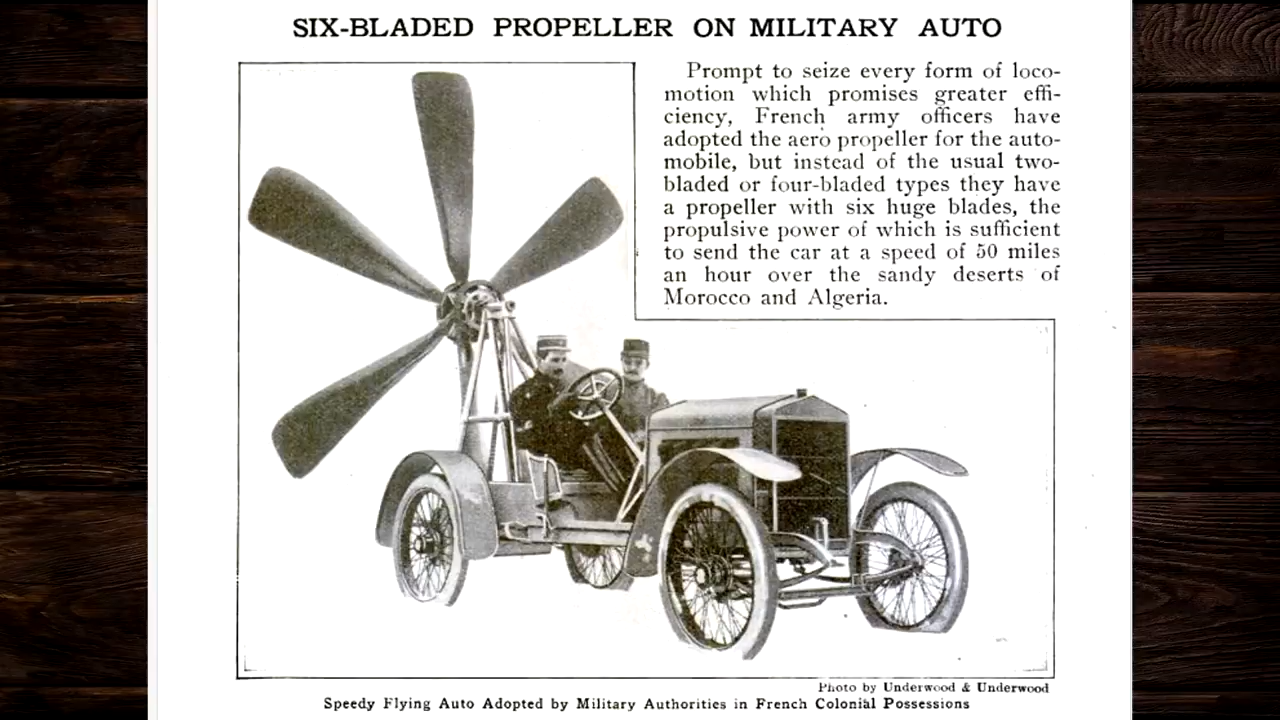 SIX-BLADED PROPELLER ON MILITARY AUTO
Prompt to seize every form of loco-
motion which promises greater effi-
ciency, French army officers have
adopted the aero propeller for the auto-
mobile, but instead of the usual two-
bladed or four-bladed types they have
a propeller with six huge blades, the
propulsive power of which is sufficient
to send the car at a speed of 50 miles
an hour over the sandy deserts of
Morocco and Algeria.
Photo by Underwood & Underwood
Speedy Flying Auto Adopted by Military Authorities in French Colonial Possessions